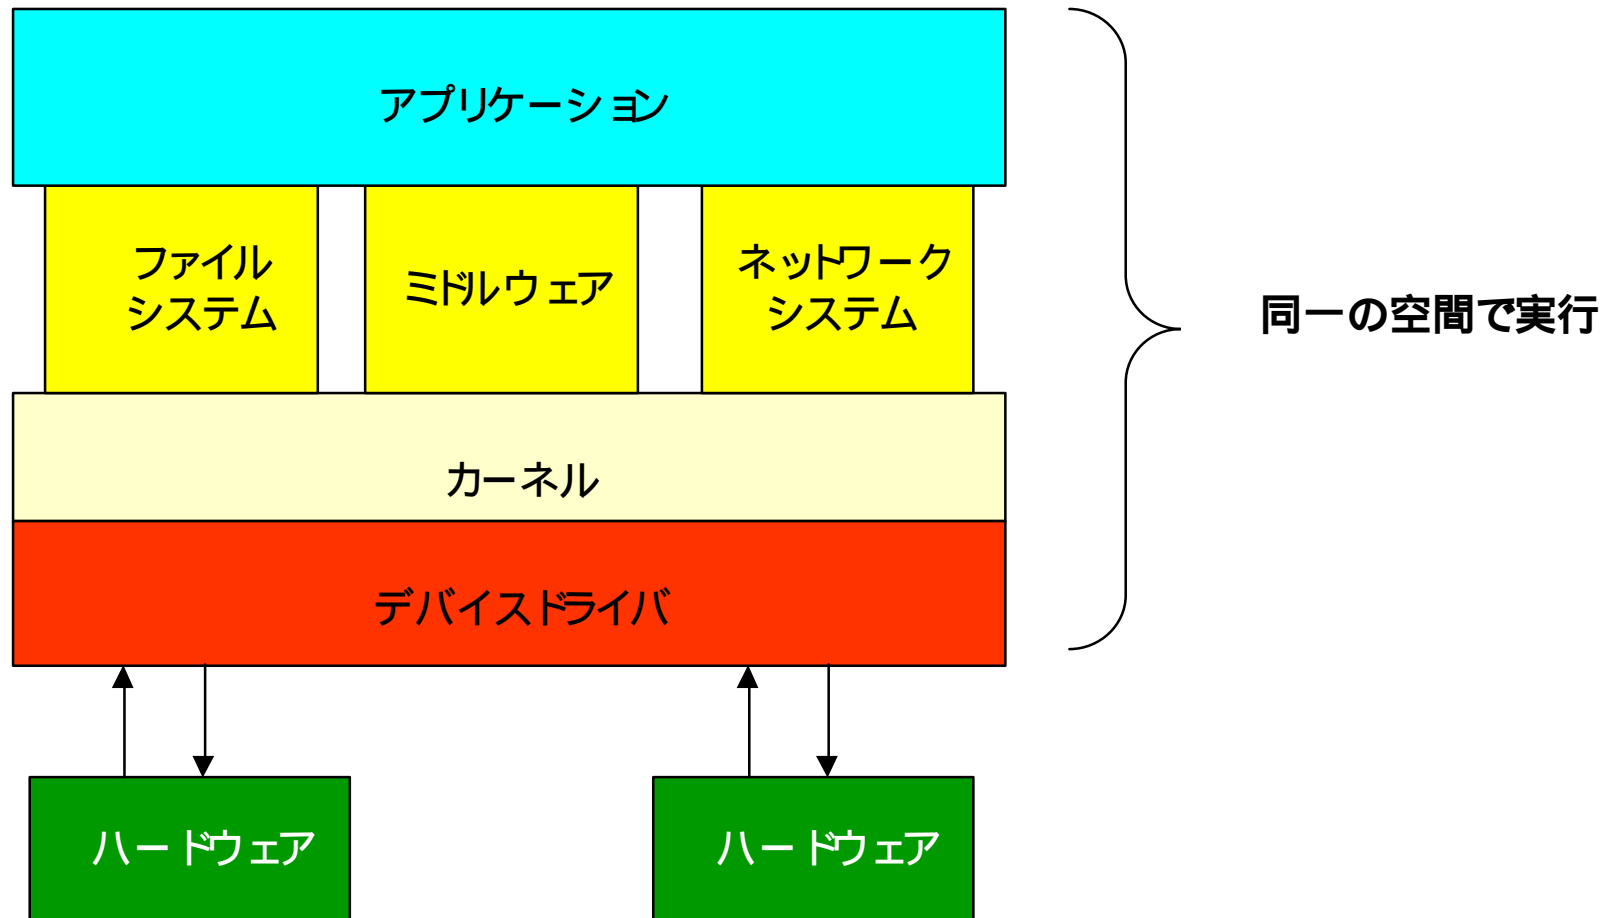 アプリケーション
ファイル
システム
ミドルウェア
ネットワーク
システム
同一の空間で実行
カーネル
デバイスドライバ
ハードウェア
ハードウェア